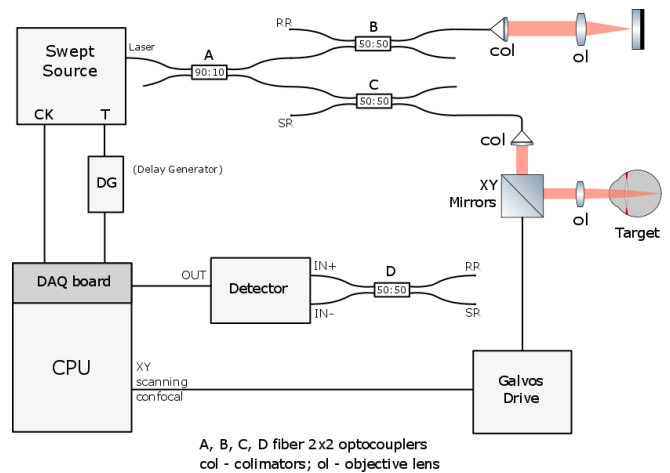 RR
B
50:50
col
ol
Swept
Source
Laser
A
90:10
C
50:50
SR
CK
T
col
DG
(Delay Generator)
XY
Mirrors
ol
Target
DAQ board
OUT
Detector
IN+
IN-
D
50:50
RR
SR
CPU
XY
scanning
confocal
Galvos
Drive
A, B, C, D fiber 2x2 optocouplers
col - colimators; ol - objective lens